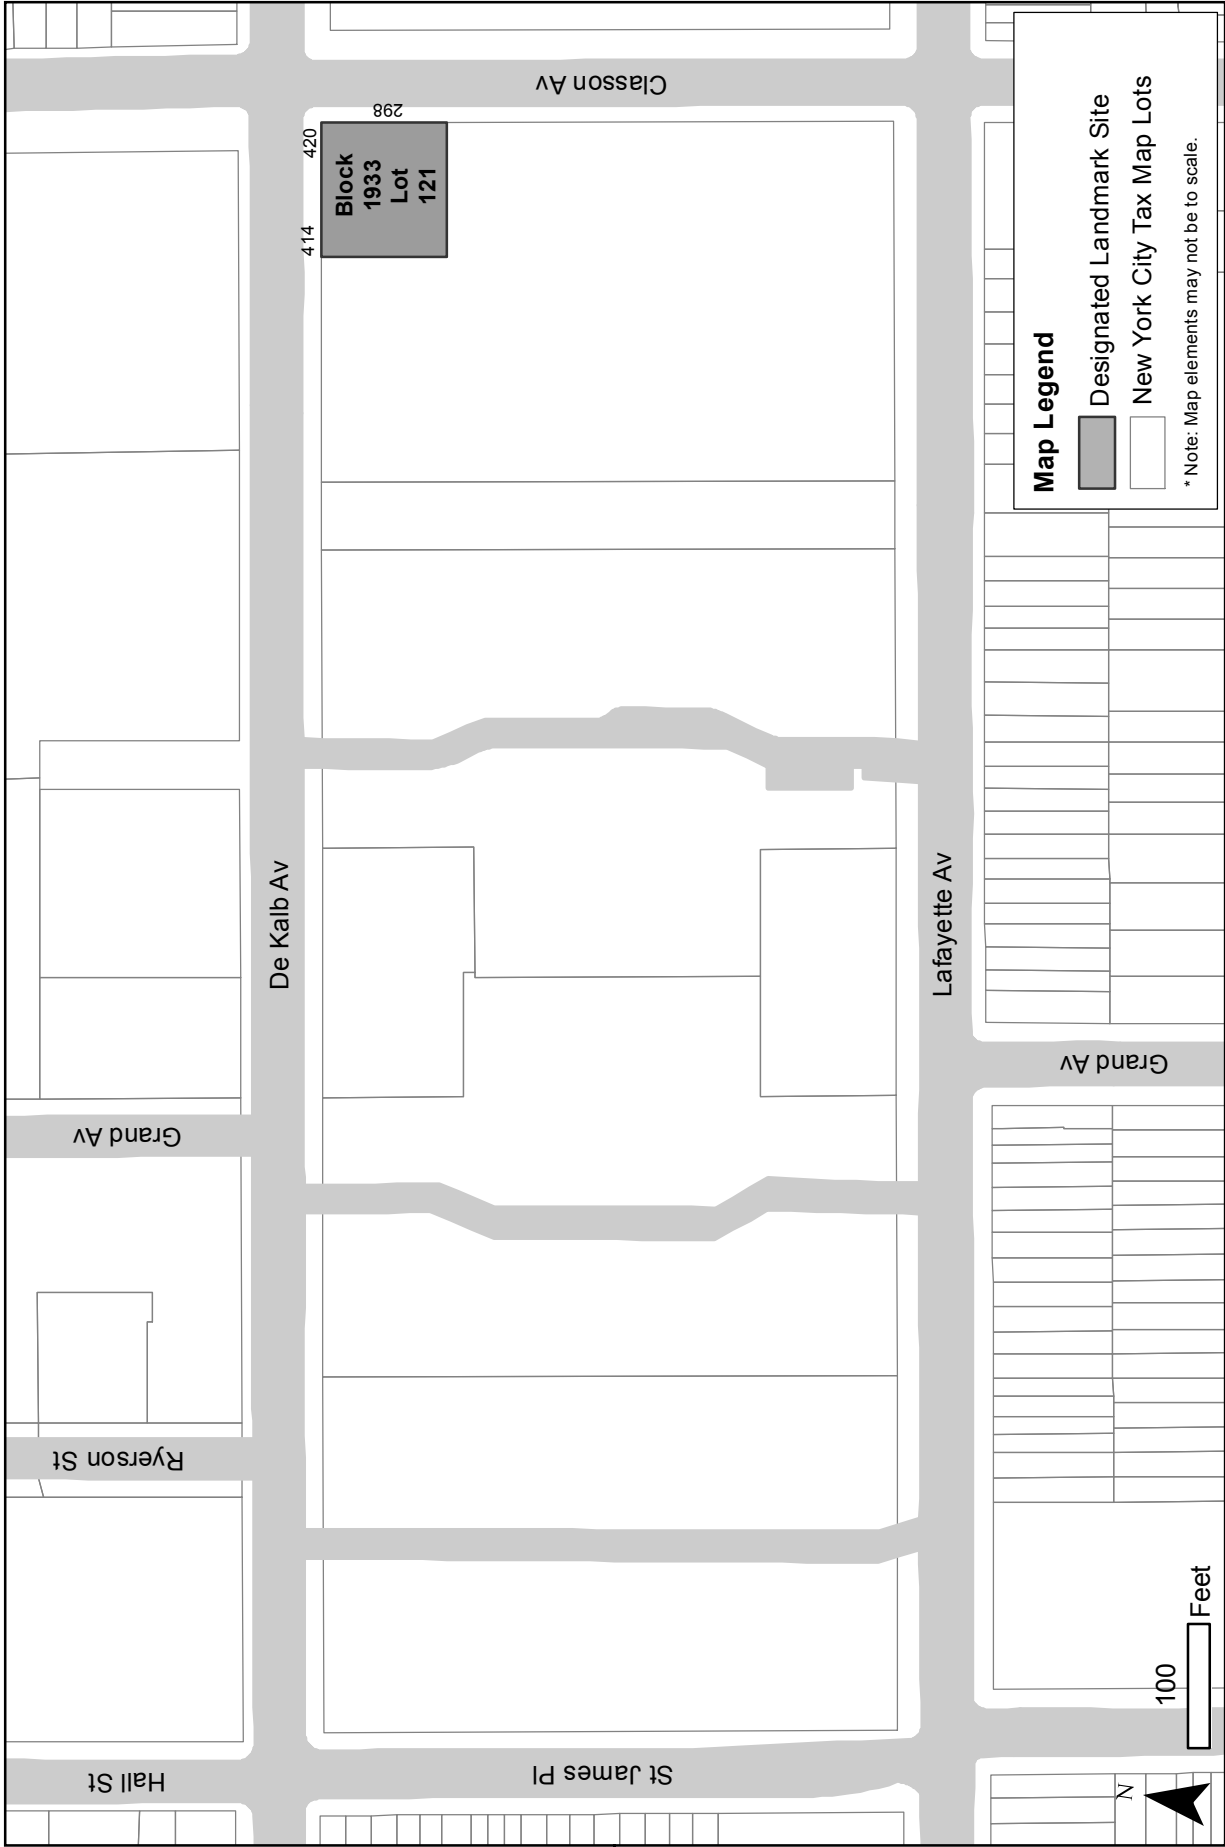 Hall St
Ryerson St
Grand Av
De Kalb Av
414
420
298
Block
1933
Lot
121
St James Pl
Classon Av
Lafayette Av
Grand Av
Map Legend
Designated Landmark Site
New York City Tax Map Lots
* Note: Map elements may not be to scale.
N
100
Feet